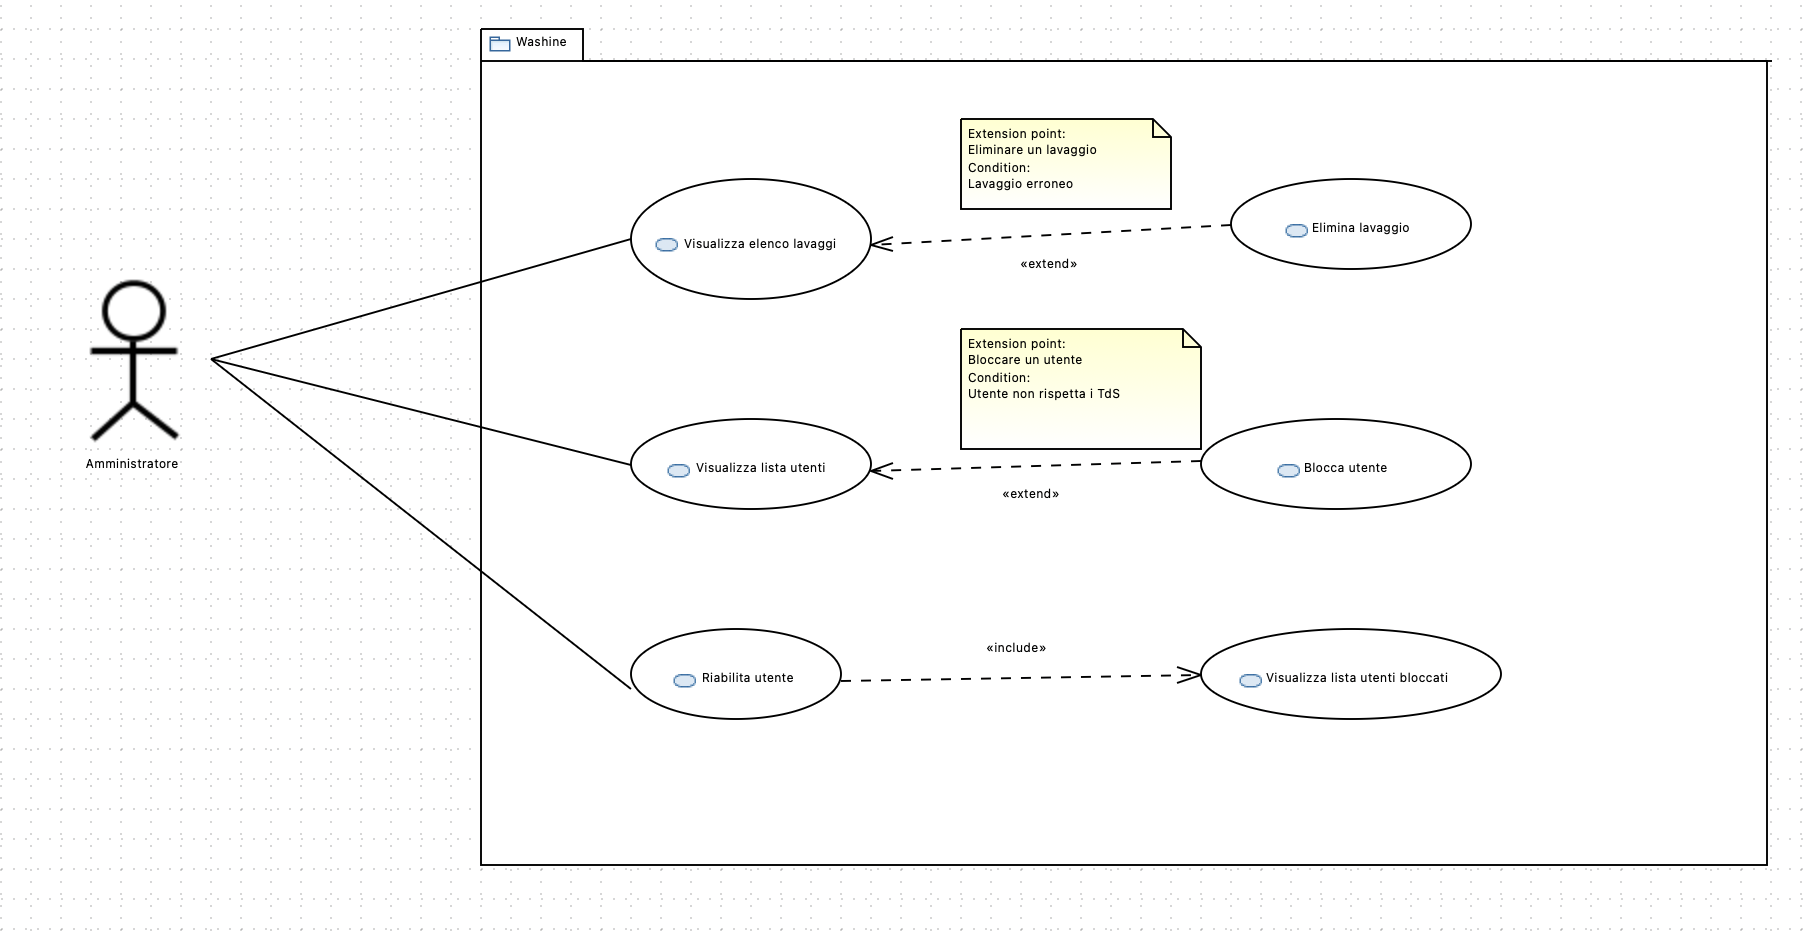 Washine
Extension point:
Eliminare un lavaggio
Condition:
Lavaggio erroneo
Visualizza elenco lavaggi
Elimina lavaggio
«extend»
Extension point:
Bloccare un utente
Condition:
Utente non rispetta i TdS
Amministratore
Visualizza lista utenti
Blocca utente
«extend»
«include»
Riabilita utente
Visualizza lista utenti bloccati